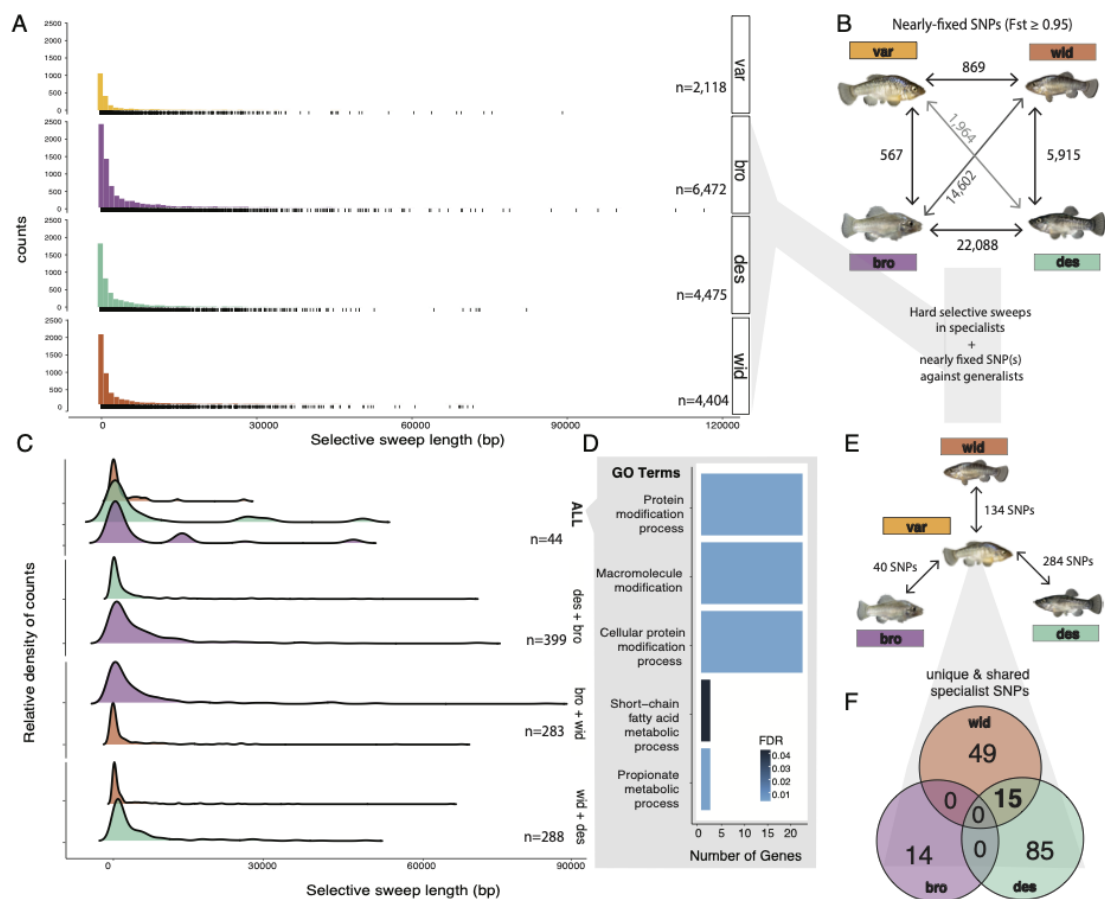 A
2500
2000
1500
1000
500
0
n=2,118
var
2500
2000
1500
1000
500
0
n=6,472
bro
2500
2000
1500
1000
500
0
n=4,475
des
2500
2000
1500
1000
500
0
n=4,404
wid
counts
0
30000
60000
90000
120000
Selective sweep length (bp)
B
Nearly-fixed SNPs (Fst ≥ 0.95)
var
wid
869
1,964
567
5,915
14,602
22,088
bro
des
Hard selective sweeps
in specialists
+
nearly fixed SNP(s)
against generalists
C
Relative density of counts
ALL
n=44
des + bro
n=399
bro + wid
n=283
wid + des
n=288
0
30000
60000
90000
Selective sweep length (bp)
D
GO Terms
Protein
modification
process
Macromolecule
modification
Cellular protein
modification
process
Short−chain
fatty acid
metabolic
process
Propionate
metabolic
process
FDR
0.04
0.03
0.02
0.01
0
10
20
Number of Genes
E
wid
134 SNPs
var
40 SNPs
284 SNPs
bro
des
unique & shared
specialist SNPs
F
wid
49
0
15
0
14
0
85
bro
des